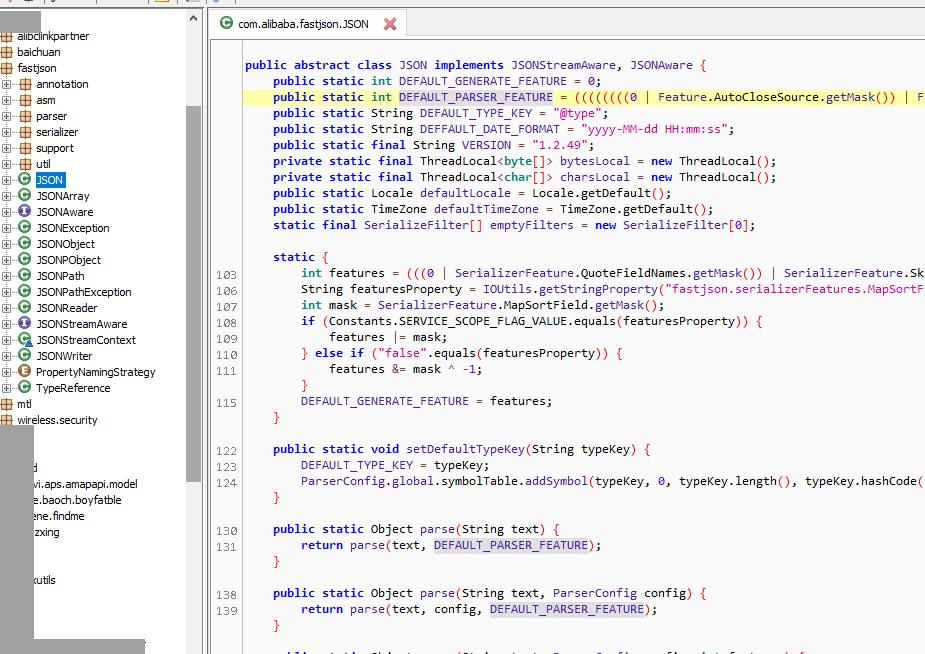 alibclinkpartner
baichuan
fastjson
annotation
asm
parser
serializer
support
util
JSON
JSONArray
JSONAware
JSONException
JSONObject
JSONPObject
JSONPath
JSONPathException
JSONReader
JSONStreamAware
JSONStreamContext
JSONWriter
PropertyNamingStrategy
TypeReference
mtl
wireless.security
d
vi.aps.amapapi.model
e.baoch.boyfatble
ene.findme
zxing
xutils
com.alibaba.fastjson.JSON
public abstract class JSON implements JSONStreamAware, JSONAware {
public static int DEFAULT_GENERATE_FEATURE = 0;
public static int DEFAULT_PARSER_FEATURE = ((((((((0 | Feature.AutoCloseSource.getMask()) | F
public static String DEFAULT_TYPE_KEY = "@type";
public static String DEFFAULT_DATE_FORMAT = "yyyy-MM-dd HH:mm:ss";
public static final String VERSION = "1.2.49";
private static final ThreadLocal<byte[]> bytesLocal = new ThreadLocal();
private static final ThreadLocal<char[]> charsLocal = new ThreadLocal();
public static Locale defaultLocale = Locale.getDefault();
public static TimeZone defaultTimeZone = TimeZone.getDefault();
static final SerializeFilter[] emptyFilters = new SerializeFilter[0];
static {
103 int features = (((0 | SerializerFeature.QuoteFieldNames.getMask()) | SerializerFeature.Sk
106 String featuresProperty = IOUtils.getStringProperty("fastjson.serializerFeatures.MapSortF
107 int mask = SerializerFeature.MapSortField.getMask();
108 if (Constants.SERVICE_SCOPE_FLAG_VALUE.equals(featuresProperty)) {
109 features |= mask;
110 } else if ("false".equals(featuresProperty)) {
111 features &= mask ^ -1;
}
115 DEFAULT_GENERATE_FEATURE = features;
}
122 public static void setDefaultTypeKey(String typeKey) {
123 DEFAULT_TYPE_KEY = typeKey;
124 ParserConfig.global.symbolTable.addSymbol(typeKey, 0, typeKey.length(), typeKey.hashCode(
}
130 public static Object parse(String text) {
131 return parse(text, DEFAULT_PARSER_FEATURE);
}
138 public static Object parse(String text, ParserConfig config) {
139 return parse(text, config, DEFAULT_PARSER_FEATURE);
}